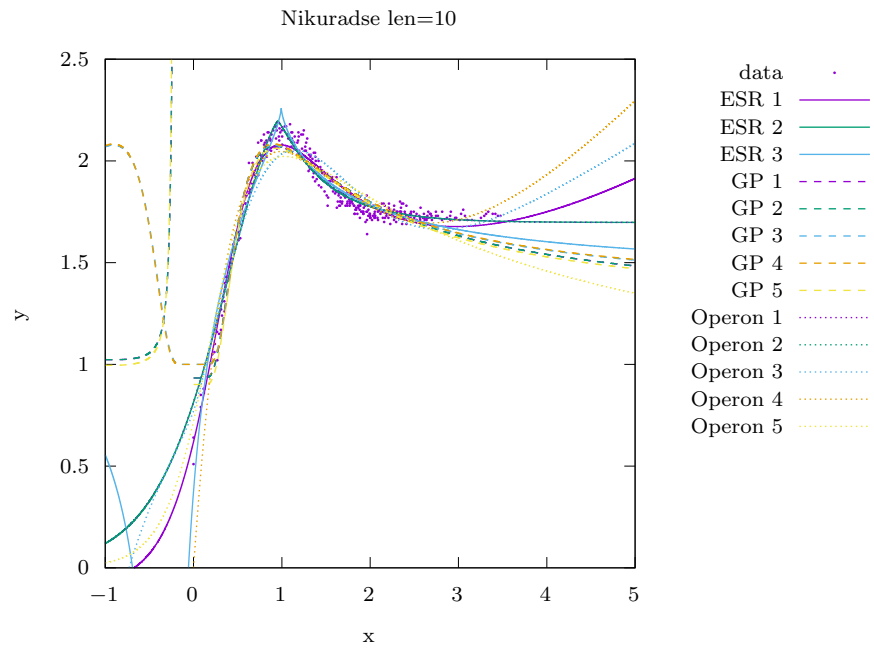 Nikuradse len=10
2.5
2
1.5
1
0.5
0
−1
0
1
2
3
4
5
y
x
data
ESR 1
ESR 2
ESR 3
GP 1
GP 2
GP 3
GP 4
GP 5
Operon 1
Operon 2
Operon 3
Operon 4
Operon 5